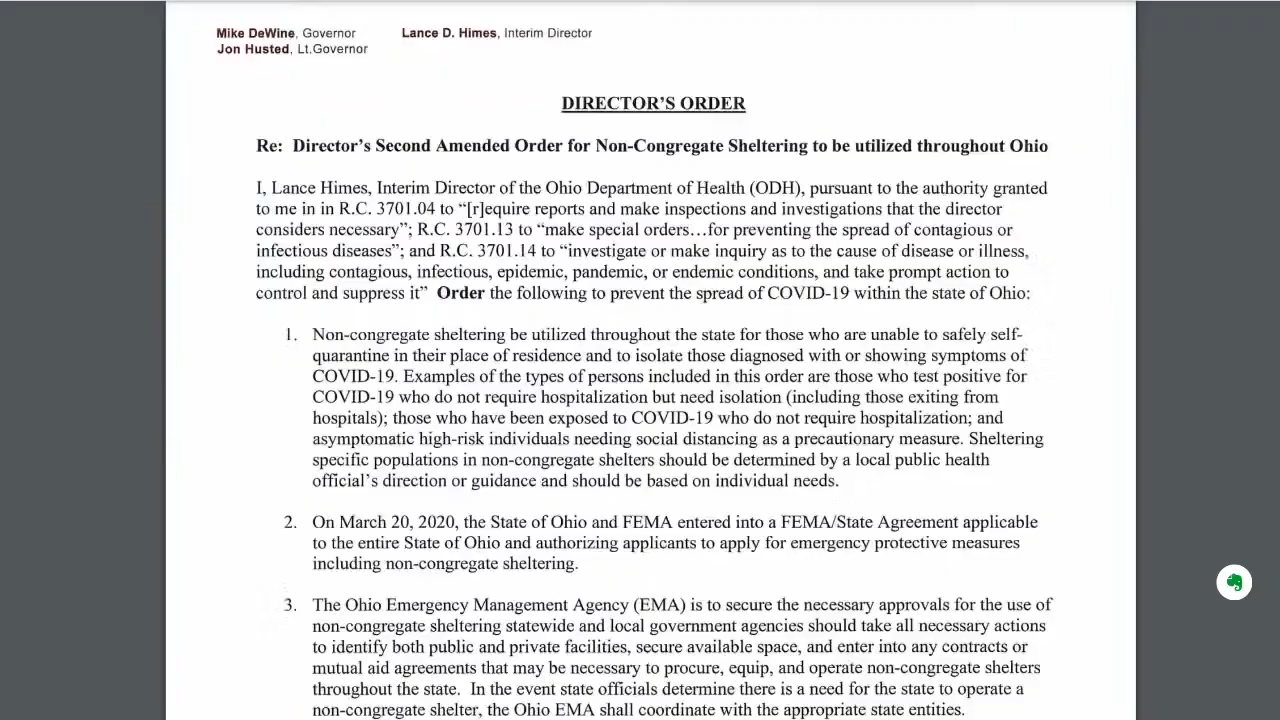 Mike DeWine, Governor Lance D. Himes, Interim Director
Jon Husted, Lt.Governor
DIRECTOR'S ORDER
Re: Director's Second Amended Order for Non-Congregate Sheltering to be utilized throughout Ohio
I, Lance Himes, Interim Director of the Ohio Department of Health (ODH), pursuant to the authority granted
to me in in R.C. 3701.04 to “[r]equire reports and make inspections and investigations that the director
considers necessary”; R.C. 3701.13 to “make special orders…for preventing the spread of contagious or
infectious diseases”; and R.C. 3701.14 to “investigate or make inquiry as to the cause of disease or illness,
including contagious, infectious, epidemic, pandemic, or endemic conditions, and take prompt action to
control and suppress it” Order the following to prevent the spread of COVID-19 within the state of Ohio:
1. Non-congregate sheltering be utilized throughout the state for those who are unable to safely self-
quarantine in their place of residence and to isolate those diagnosed with or showing symptoms of
COVID-19. Examples of the types of persons included in this order are those who test positive for
COVID-19 who do not require hospitalization but need isolation (including those exiting from
hospitals); those who have been exposed to COVID-19 who do not require hospitalization; and
asymptomatic high-risk individuals needing social distancing as a precautionary measure. Sheltering
specific populations in non-congregate shelters should be determined by a local public health
official's direction or guidance and should be based on individual needs.
2. On March 20, 2020, the State of Ohio and FEMA entered into a FEMA/State Agreement applicable
to the entire State of Ohio and authorizing applicants to apply for emergency protective measures
including non-congregate sheltering.
3. The Ohio Emergency Management Agency (EMA) is to secure the necessary approvals for the use of
non-congregate sheltering statewide and local government agencies should take all necessary actions
to identify both public and private facilities, secure available space, and enter into any contracts or
mutual aid agreements that may be necessary to procure, equip, and operate non-congregate shelters
throughout the state. In the event state officials determine there is a need for the state to operate a
non-congregate shelter, the Ohio EMA shall coordinate with the appropriate state entities.